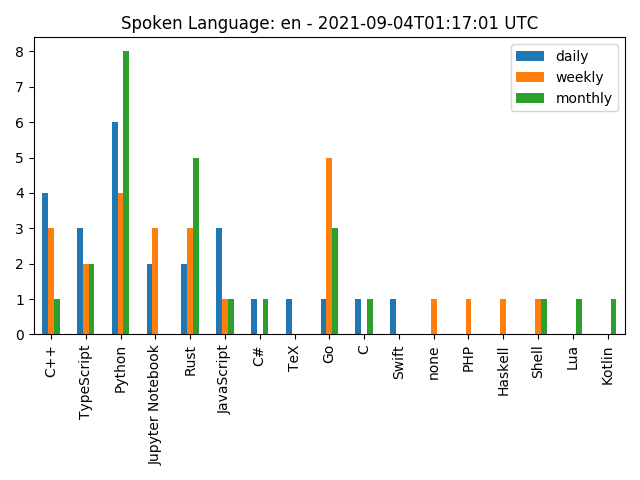 Spoken Language: en - 2021-09-04T01:17:01 UTC
daily
weekly
monthly
8
7
6
5
4
3
2
1
0
C++
TypeScript
Python
Jupyter Notebook
Rust
JavaScript
C#
TeX
Go
C
Swift
none
PHP
Haskell
Shell
Lua
Kotlin